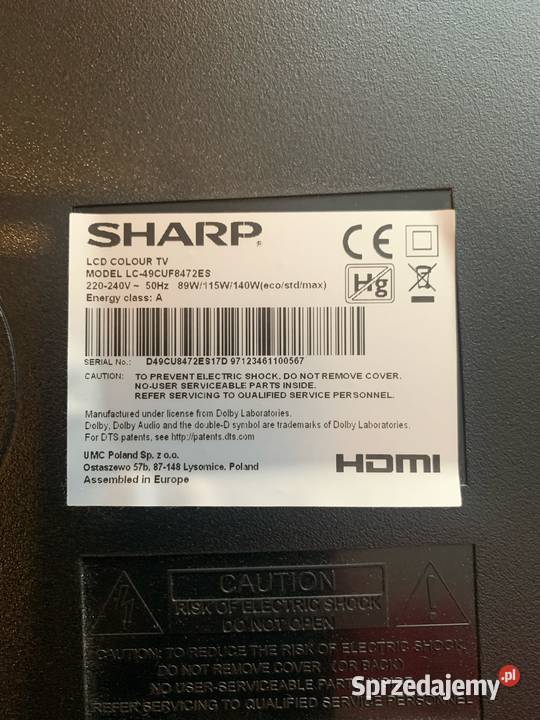 SHARP
LCD COLOUR TV
MODEL LC-49CUF8472ES
220-240V ~ 50Hz 89W/115W/140W(eco/std/max)
Energy class: A
CE
Hg
SERIAL No.: D49CU8472ES17D 97123461100567
CAUTION: TO PREVENT ELECTRIC SHOCK, DO NOT REMOVE COVER.
NO-USER SERVICEABLE PARTS INSIDE.
REFER SERVICING TO QUALIFIED SERVICE PERSONNEL.
Manufactured under license from Dolby Laboratories.
Dolby, Dolby Audio and the double-D symbol are trademarks of Dolby Laboratories.
For DTS patents, see http://patents.dts.com
UMC Poland Sp. z o.o.
Ostaszewo 57b, 87-148 Lysomice, Poland
Assembled in Europe
HDMI
CAUTION
RISK OF ELECTRIC SHOCK
DO NOT OPEN
CAUTION: TO REDUCE THE RISK OF ELECTRIC SHOCK,
DO NOT REMOVE COVER (OR BACK)
NO USER-SERVICEABLE PARTS INSIDE
REFER SERVICING TO QUALIFIED SERVICE PERSONNEL
Sprzedajemy.pl